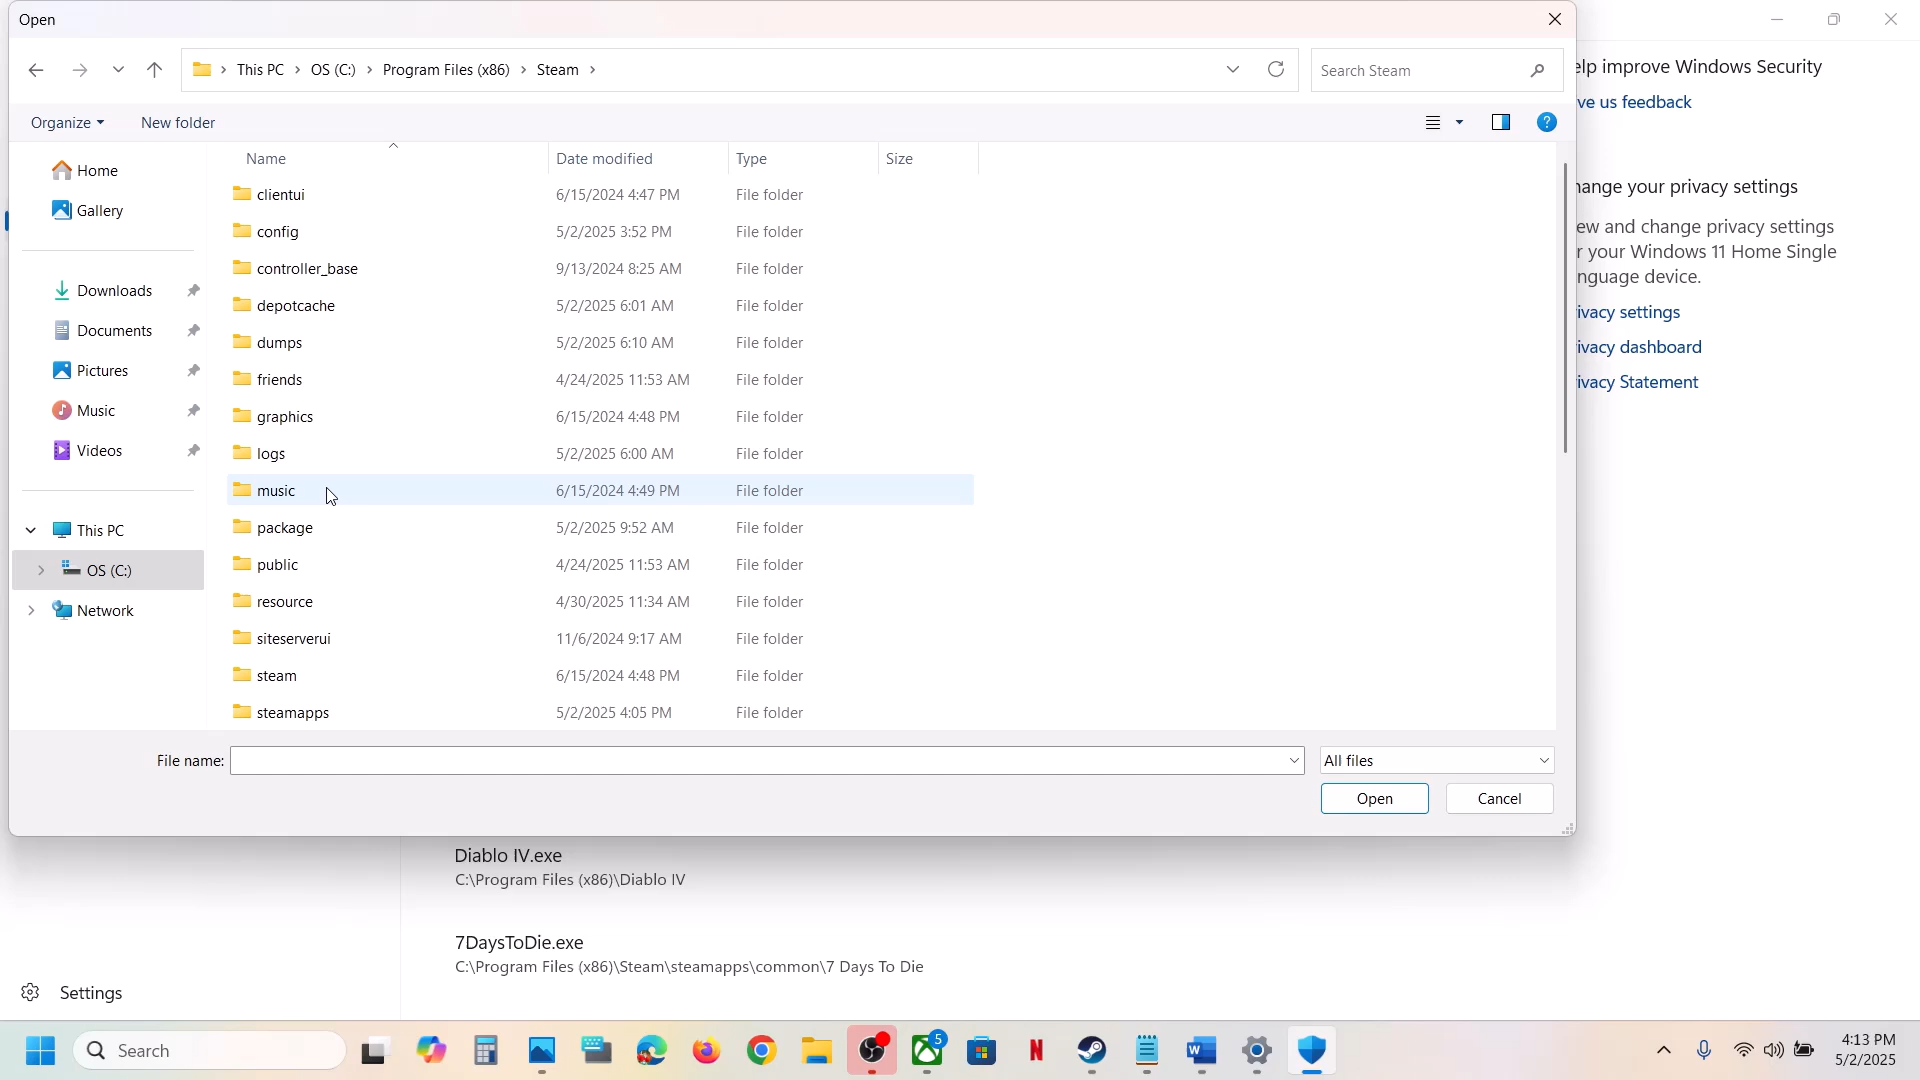 Open
This PC > OS (C:) > Program Files (x86) > Steam >
Search Steam
Organize
New folder
Home
Gallery
Downloads
Documents
Pictures
Music
Videos
This PC
OS (C:)
Network
Name Date modified Type Size
clientui 6/15/2024 4:47 PM File folder
config 5/2/2025 3:52 PM File folder
controller_base 9/13/2024 8:25 AM File folder
depotcache 5/2/2025 6:01 AM File folder
dumps 5/2/2025 6:10 AM File folder
friends 4/24/2025 11:53 AM File folder
graphics 6/15/2024 4:48 PM File folder
logs 5/2/2025 6:00 AM File folder
music 6/15/2024 4:49 PM File folder
package 5/2/2025 9:52 AM File folder
public 4/24/2025 11:53 AM File folder
resource 4/30/2025 11:34 AM File folder
siteserverui 11/6/2024 9:17 AM File folder
steam 6/15/2024 4:48 PM File folder
steamapps 5/2/2025 4:05 PM File folder
File name:
All files
Open
Cancel
elp improve Windows Security
ve us feedback
hange your privacy settings
ew and change privacy settings
r your Windows 11 Home Single
nguage device.
ivacy settings
ivacy dashboard
ivacy Statement
Diablo IV.exe
C:\Program Files (x86)\Diablo IV
7DaysToDie.exe
C:\Program Files (x86)\Steam\steamapps\common\7 Days To Die
Settings
Search
5
4:13 PM
5/2/2025